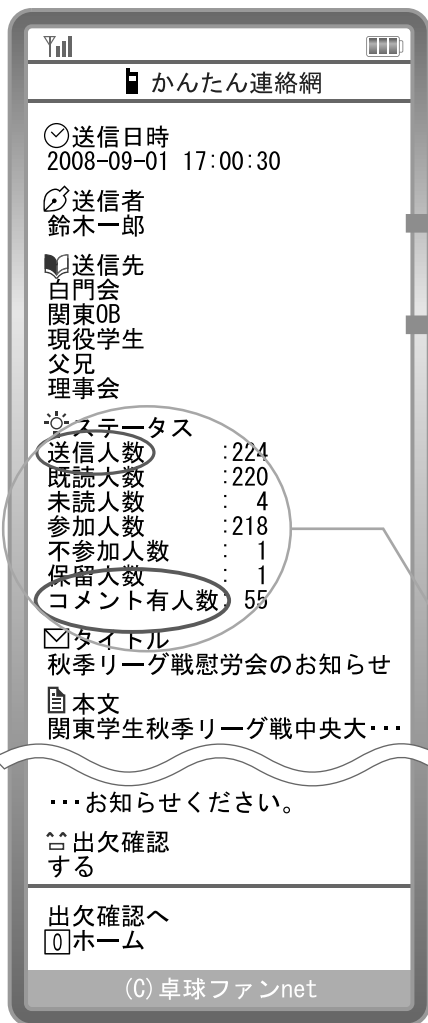 かんたん連絡網
送信日時
2008-09-01 17:00:30
送信者
鈴木一郎
送信先
白門会
関東OB
現役学生
父兄
理事会
ステータス
送信人数 :224
既読人数 :220
未読人数 : 4
参加人数 :218
不参加人数 : 1
保留人数 : 1
コメント有人数: 55
タイトル
秋季リーグ戦慰労会のお知らせ
本文
関東学生秋季リーグ戦中央大・・・
・・・お知らせください。
出欠確認
する
出欠確認へ
0ホーム
(C)卓球ファンnet